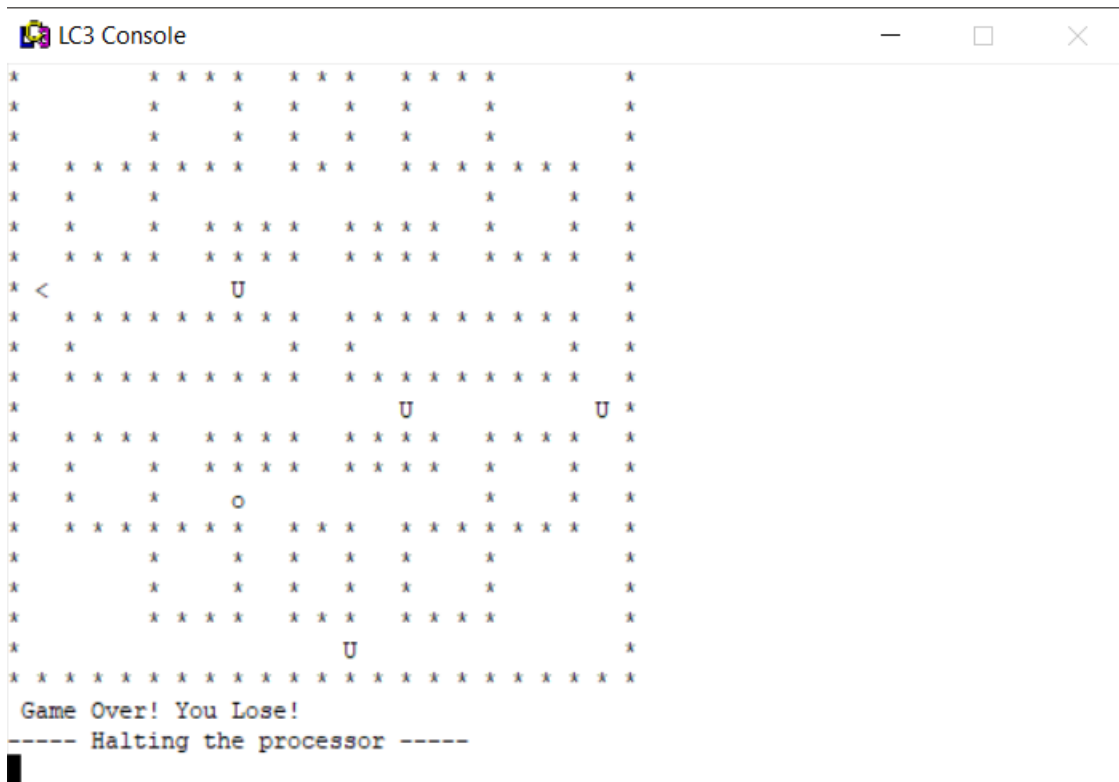 LC3 Console
*         * * * *   * * *   * * * *         *
*         *     *   *   *   *     *         *
*         *     *   *   *   *     *         *
*   * * * * * * *   * * *   * * * * * * *   *
*   *     *                       *     *   *
*   *     *   * * * *   * * * *   *     *   *
*   * * * *   * * * *   * * * *   * * * *   *
* <             U                           *
*   * * * * * * * * *   * * * * * * * * *   *
*   *               *   *               *   *
*   * * * * * * * * *   * * * * * * * * *   *
*                           U             U *
*   * * * *   * * * *   * * * *   * * * *   *
*   *     *   * * * *   * * * *   *     *   *
*   *     *     o                 *     *   *
*   * * * * * * *   * * *   * * * * * * *   *
*         *     *   *   *   *     *         *
*         *     *   *   *   *     *         *
*         * * * *   * * *   * * * *         *
*                       U                   *
* * * * * * * * * * * * * * * * * * * * * * *
Game Over! You Lose!
----- Halting the processor -----